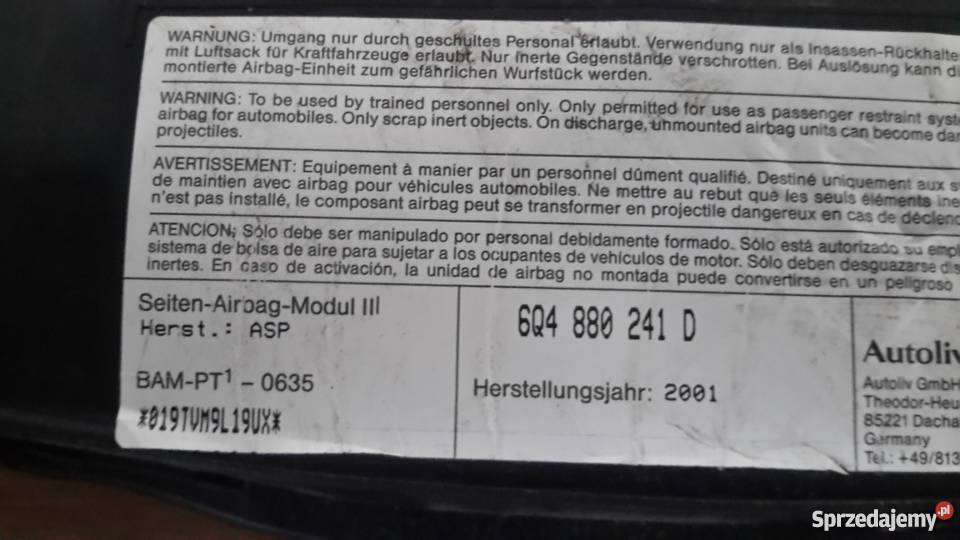 WARNUNG: Umgang nur durch geschultes Personal erlaubt. Verwendung nur als Insassen-Rückhalte
mit Luftsack für Kraftfahrzeuge erlaubt. Nur inerte Gegenstände verschrotten. Bei Auslösung kann di
montierte Airbag-Einheit zum gefährlichen Wurfstück werden.
WARNING: To be used by trained personnel only. Only permitted for use as passenger restraint syst
airbag for automobiles. Only scrap inert objects. On discharge, unmounted airbag units can become dan
projectiles.
AVERTISSEMENT: Equipement à manier par un personnel dûment qualifié. Destiné uniquement aux s
de maintien avec airbag pour véhicules automobiles. Ne mettre au rebut que les seuls éléments ine
n'est pas installé, le composant airbag peut se transformer en projectile dangereux en cas de déclenc
ATENCION; Sólo debe ser manipulado por personal debidamente formado. Sólo está autorizado su empl
sistema de bolsa de aire para sujetar a los ocupantes de vehículos de motor. Sólo deben desguazarse dis
inertes. En caso de activación, la unidad de airbag no montada puede convertirse en un peligroso
Seiten-Airbag-Modul III
Herst.: ASP
BAM-PT1 – 0635
*019TVM9L19UX*
6Q4 880 241 D
Herstellungsjahr: 2001
Autoliv
Autoliv GmbH
Theodor-Heu
85221 Dacha
Germany
Tel.: +49/813
Sprzedajemy.pl